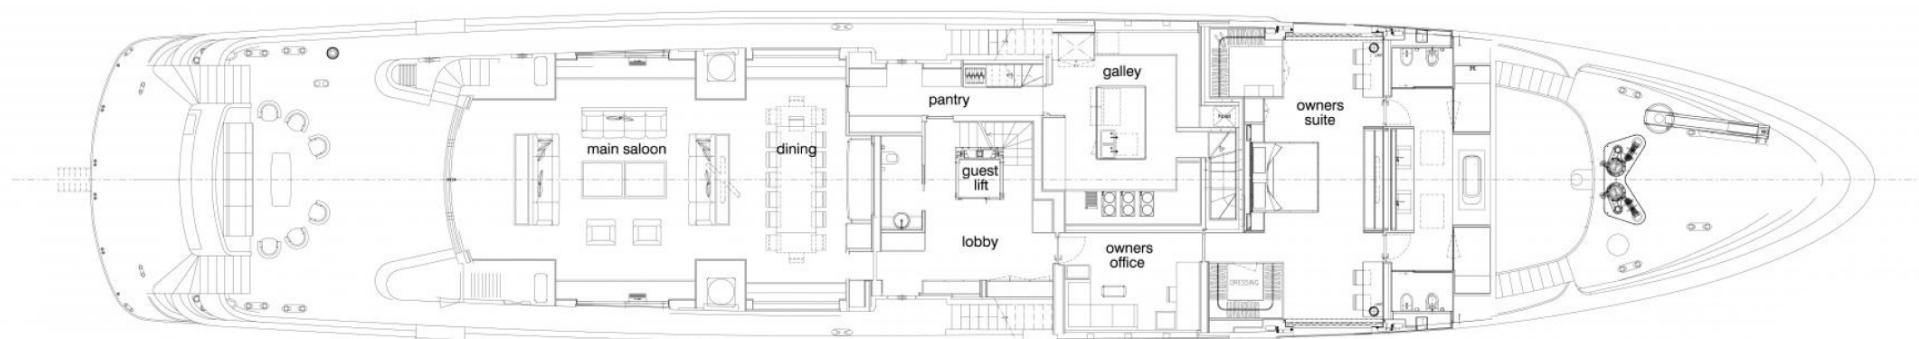 main saloon
dining
pantry
galley
guest
lift
lobby
owners
office
owners
suite
DRESSING